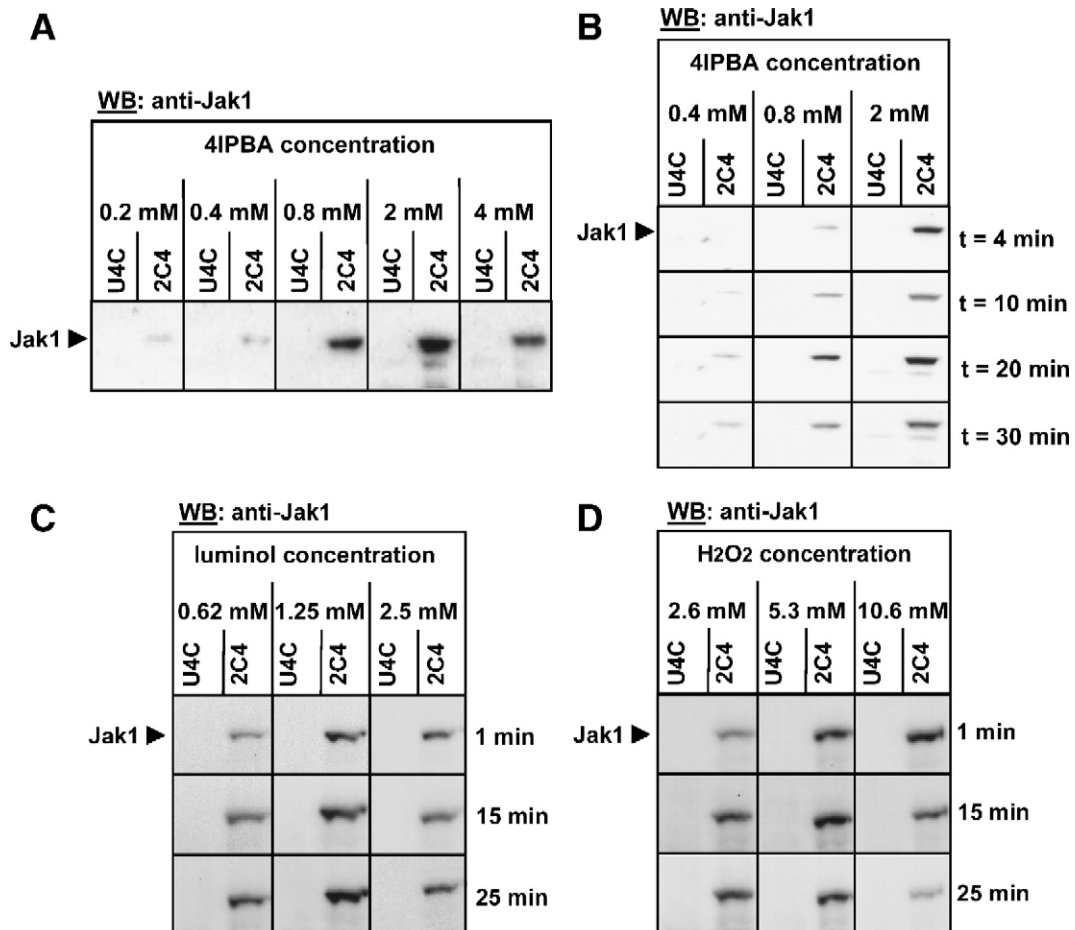 A
WB: anti-Jak1
4IPBA concentration
0.2 mM 0.4 mM 0.8 mM 2 mM 4 mM
U4C 2C4 U4C 2C4 U4C 2C4 U4C 2C4 U4C 2C4
Jak1 ►
B
WB: anti-Jak1
4IPBA concentration
0.4 mM 0.8 mM 2 mM
U4C 2C4 U4C 2C4 U4C 2C4
Jak1 ► t = 4 min
t = 10 min
t = 20 min
t = 30 min
C
WB: anti-Jak1
luminol concentration
0.62 mM 1.25 mM 2.5 mM
U4C 2C4 U4C 2C4 U4C 2C4
Jak1 ► 1 min
15 min
25 min
D
WB: anti-Jak1
H2O2 concentration
2.6 mM 5.3 mM 10.6 mM
U4C 2C4 U4C 2C4 U4C 2C4
Jak1 ► 1 min
15 min
25 min